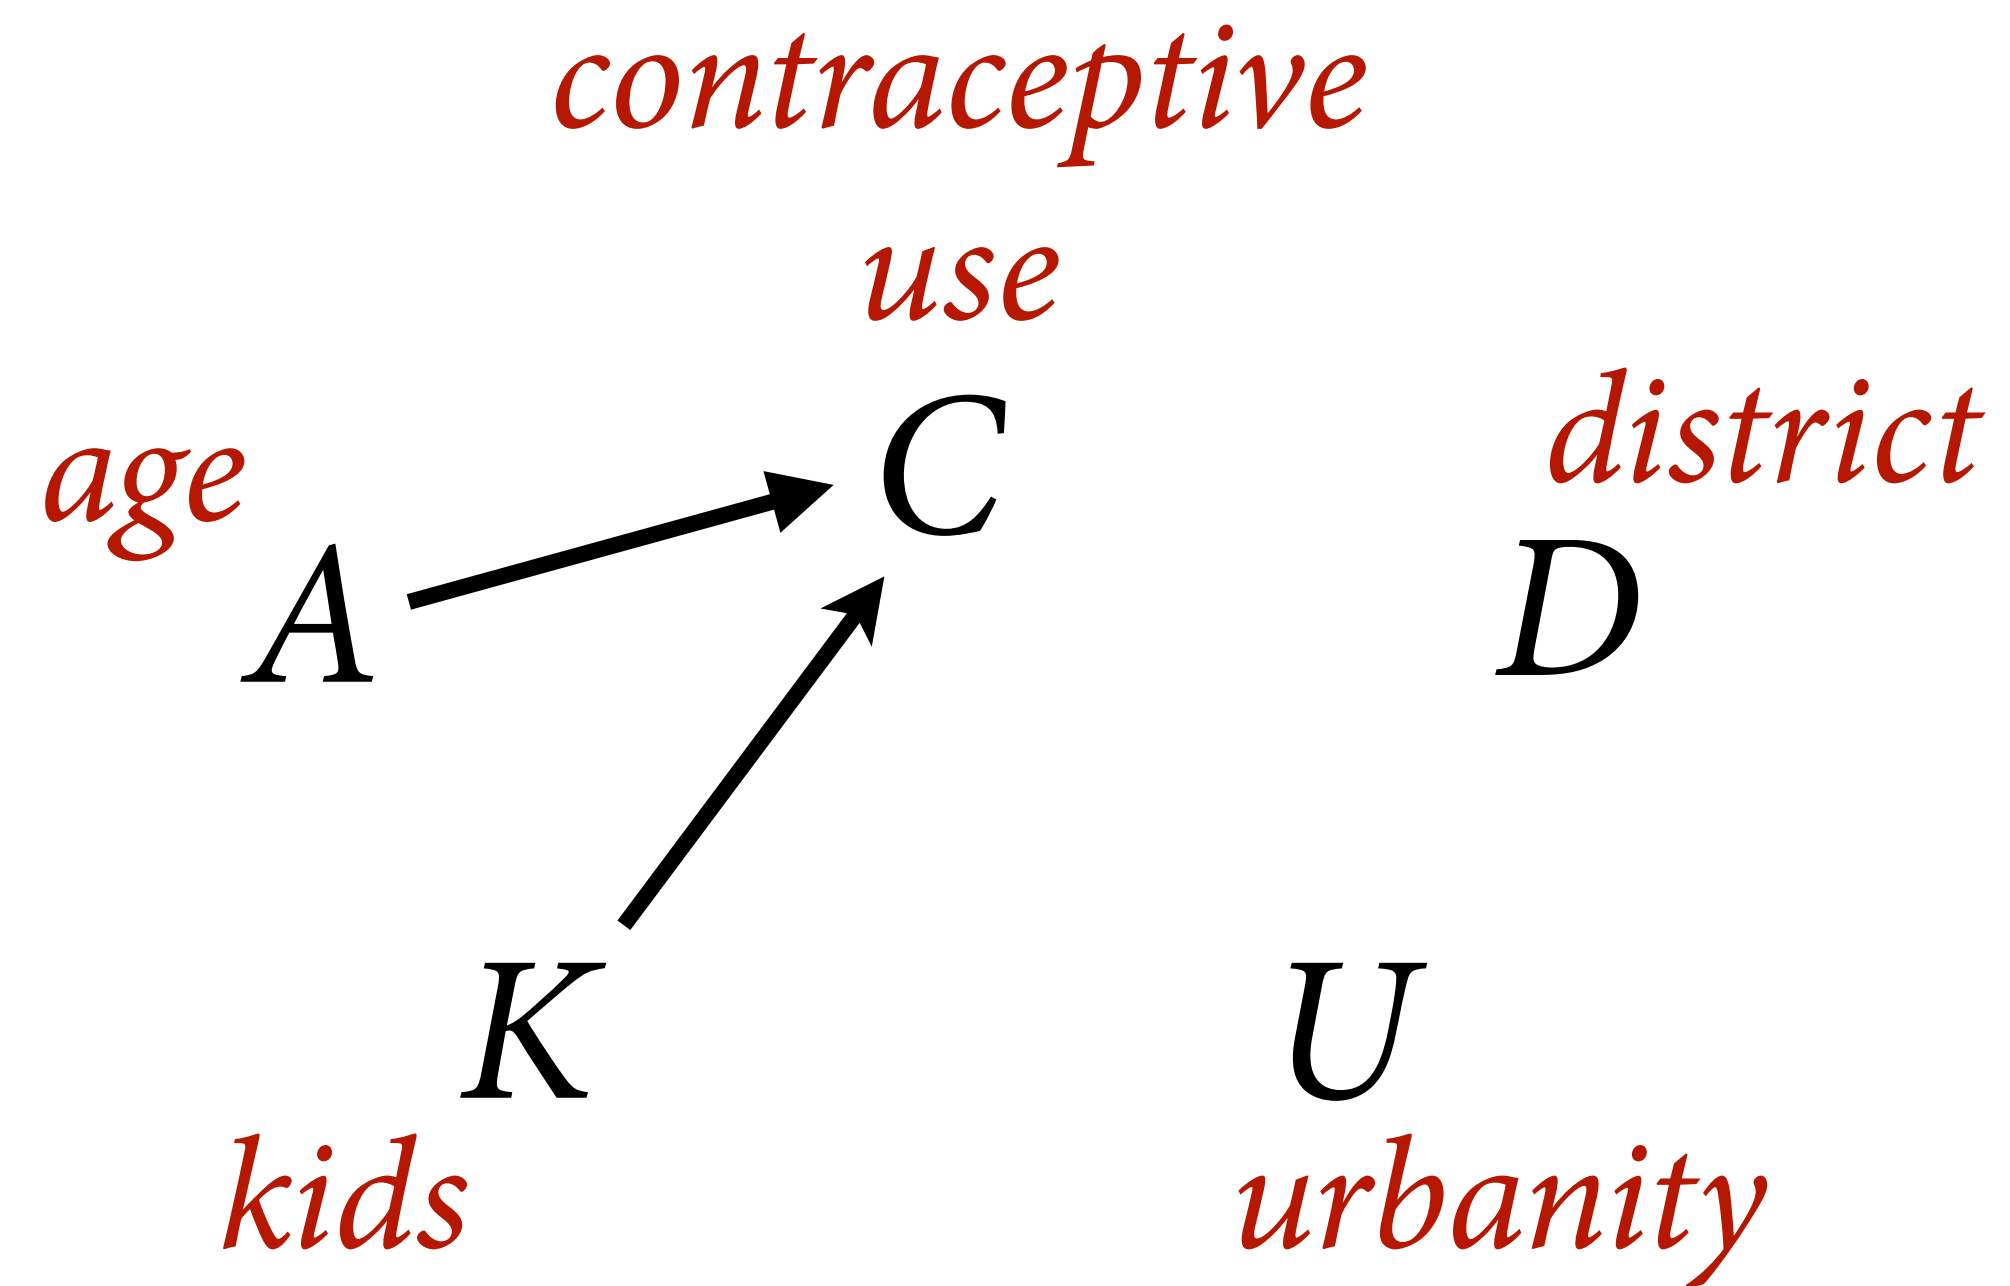 contraceptive
use
age
C
district
A
D
K
U
kids
urbanity